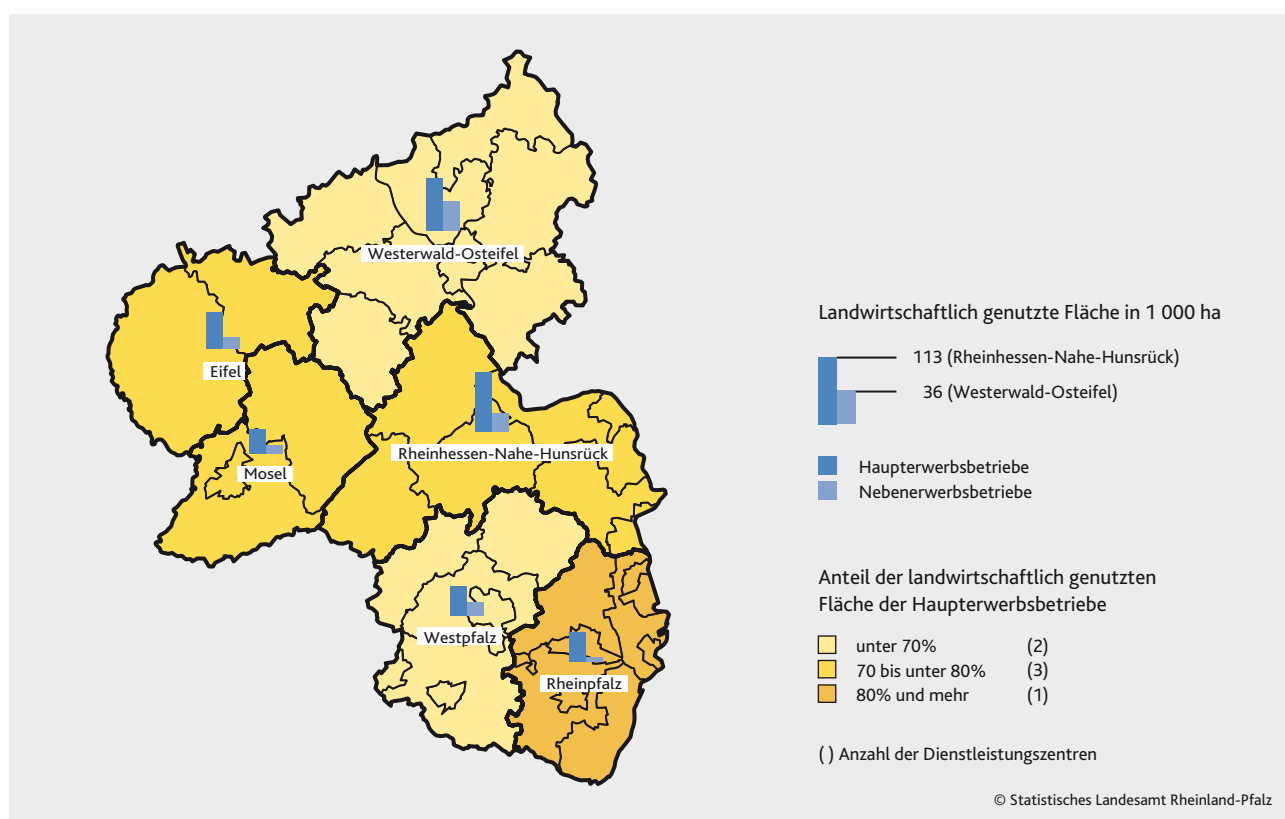 Westerwald-Osteifel
Eifel
Mosel
Rheinhessen-Nahe-Hunsrück
Westpfalz
Rheinpfalz
Landwirtschaftlich genutzte Fläche in 1 000 ha
113 (Rheinhessen-Nahe-Hunsrück)
36 (Westerwald-Osteifel)
Haupterwerbsbetriebe
Nebenerwerbsbetriebe
Anteil der landwirtschaftlich genutzten
Fläche der Haupterwerbsbetriebe
unter 70% (2)
70 bis unter 80% (3)
80% und mehr (1)
( ) Anzahl der Dienstleistungszentren
© Statistisches Landesamt Rheinland-Pfalz